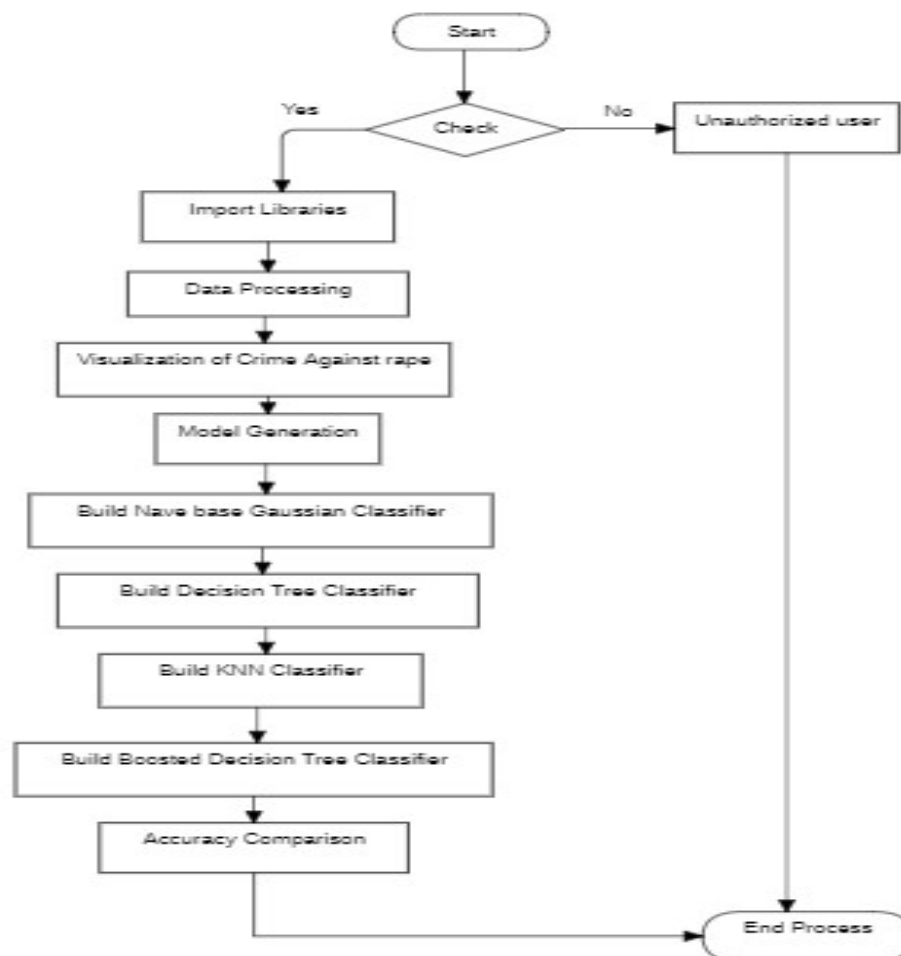 Start
Yes
No
Check
Unauthorized user
Import Libraries
Data Processing
Visualization of Crime Against rape
Model Generation
Build Nave base Gaussian Classifier
Build Decision Tree Classifier
Build KNN Classifier
Build Boosted Decision Tree Classifier
Accuracy Comparison
End Process